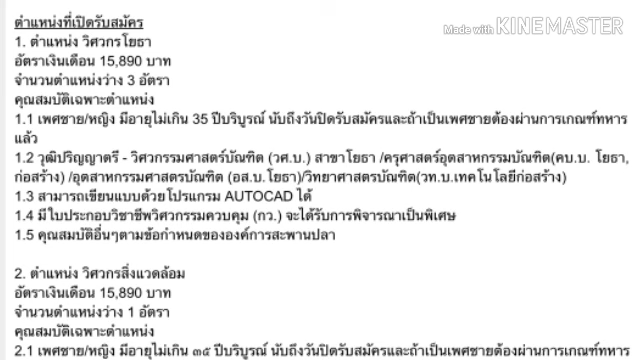 Made with KINEMASTER
ตำแหน่งที่เปิดรับสมัคร
1. ตำแหน่ง วิศวกรโยธา
อัตราเงินเดือน 15,890 บาท
จำนวนตำแหน่งว่าง 3 อัตรา
คุณสมบัติเฉพาะตำแหน่ง
1.1 เพศชาย/หญิง มีอายุไม่เกิน 35 ปีบริบูรณ์ นับถึงวันปิดรับสมัครและถ้าเป็นเพศชายต้องผ่านการเกณฑ์ทหาร
แล้ว
1.2 วุฒิปริญญาตรี - วิศวกรรมศาสตร์บัณฑิต (วศ.บ.) สาขาโยธา /ครุศาสตร์อุตสาหกรรมบัณฑิต(คบ.บ. โยธา,
ก่อสร้าง) /อุตสาหกรรมศาสตรบัณฑิต (อส.บ.โยธา)/วิทยาศาสตรบัณฑิต(วท.บ.เทคโนโลยีก่อสร้าง)
1.3 สามารถเขียนแบบด้วยโปรแกรม AUTOCAD ได้
1.4 มีใบประกอบวิชาชีพวิศวกรรมควบคุม (กว.) จะได้รับการพิจารณาเป็นพิเศษ
1.5 คุณสมบัติอื่นๆตามข้อกำหนดขององค์การสะพานปลา
2. ตำแหน่ง วิศวกรสิ่งแวดล้อม
อัตราเงินเดือน 15,890 บาท
จำนวนตำแหน่งว่าง 1 อัตรา
คุณสมบัติเฉพาะตำแหน่ง
2.1 เพศชาย/หญิง มีอายุไม่เกิน ๓๕ ปีบริบูรณ์ นับถึงวันปิดรับสมัครและถ้าเป็นเพศชายต้องผ่านการเกณฑ์ทหาร